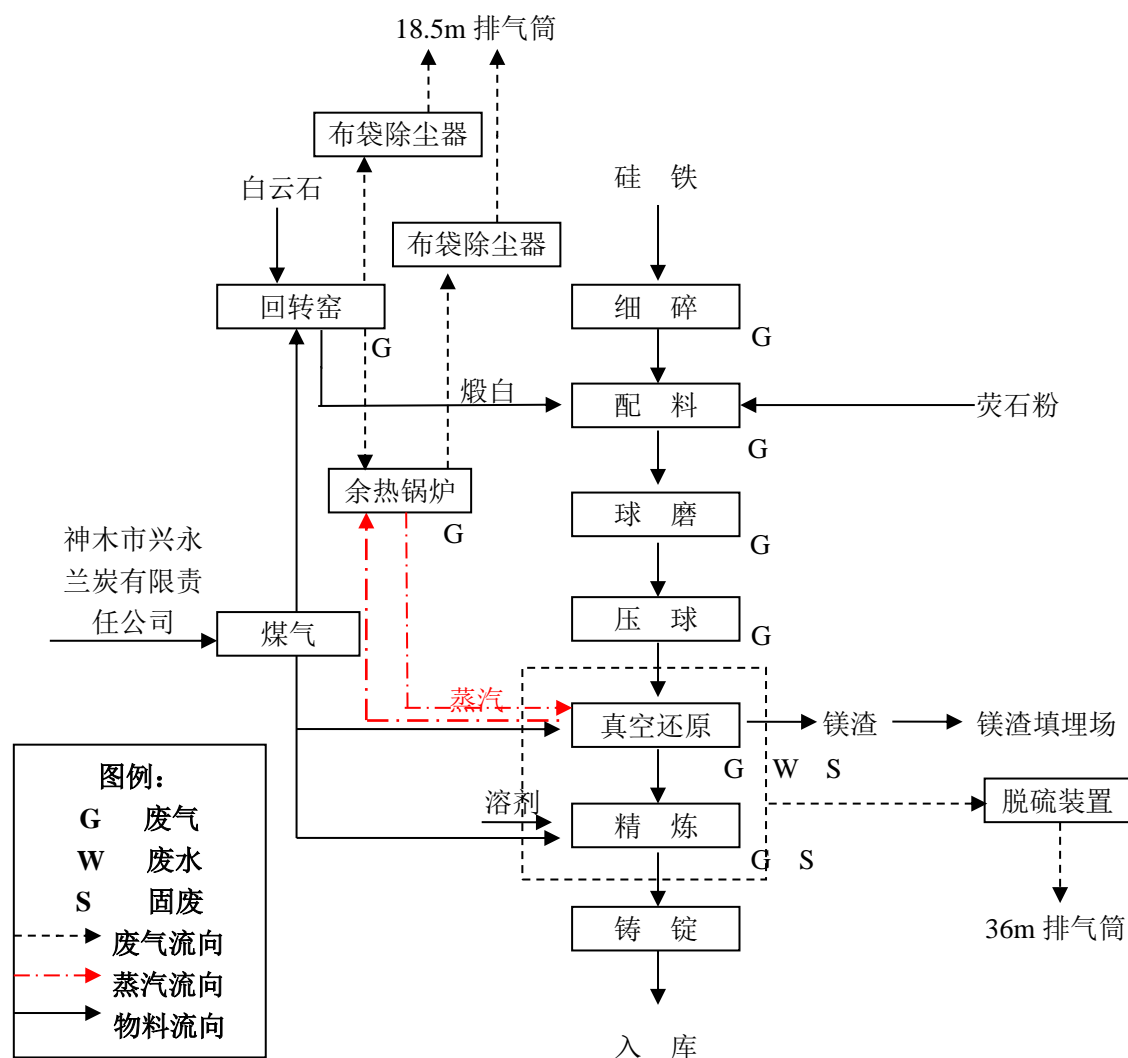 18.5m 排气筒
布袋除尘器
白云石
硅 铁
布袋除尘器
回转窑
细 碎
G
G
煅白
配 料
荧石粉
G
余热锅炉
G
球 磨
G
神木市兴永
兰炭有限责
任公司
煤气
压 球
G
蒸汽
真空还原
镁渣
镁渣填埋场
G W S
溶剂
精 炼
脱硫装置
G S
铸 锭
36m 排气筒
入 库
图例：
G 废气
W 废水
S 固废
废气流向
蒸汽流向
物料流向